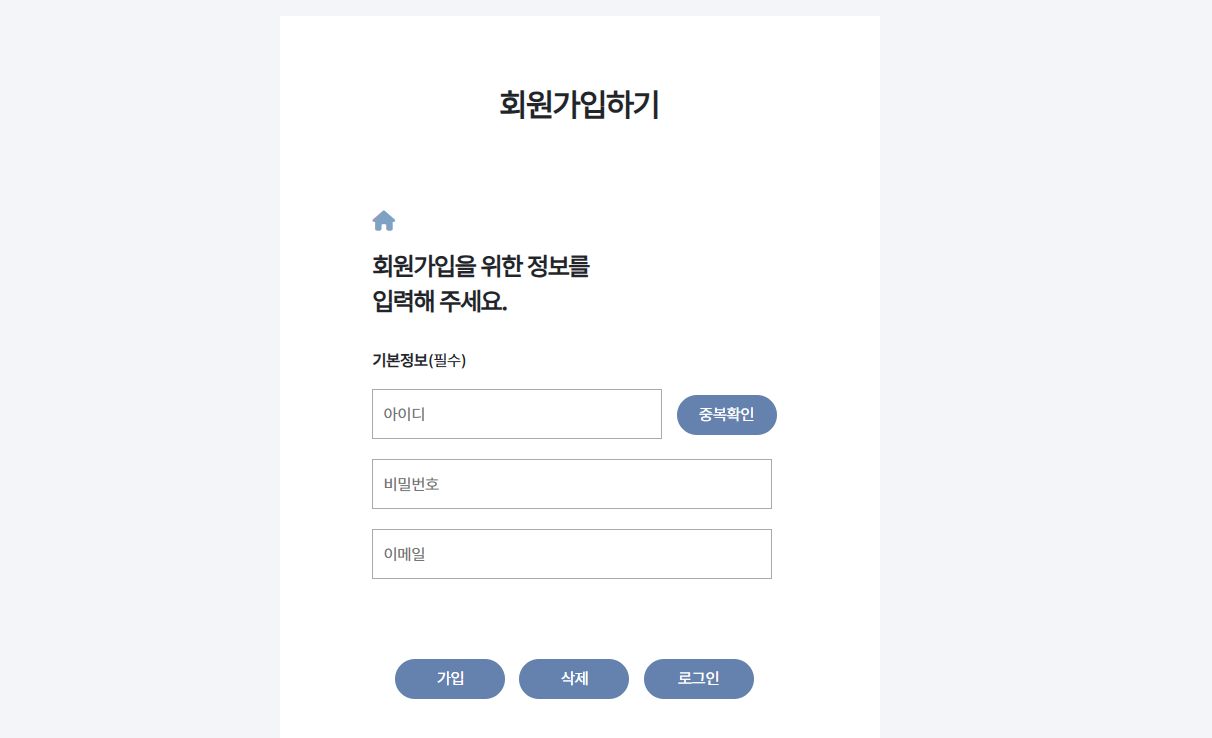 회원가입하기
회원가입을 위한 정보를
입력해 주세요.
기본정보(필수)
아이디
중복확인
비밀번호
이메일
가입
삭제
로그인